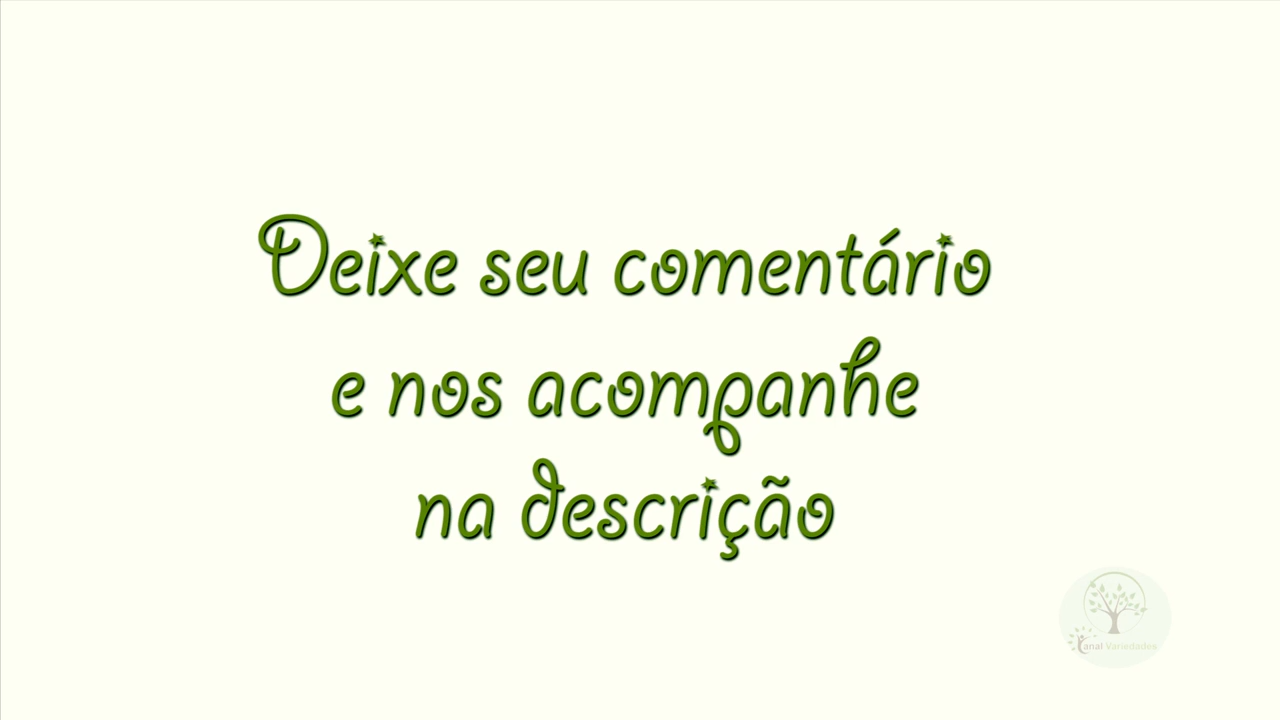 Deixe seu comentário
e nos acompanhe
na descrição
Canal Variedades